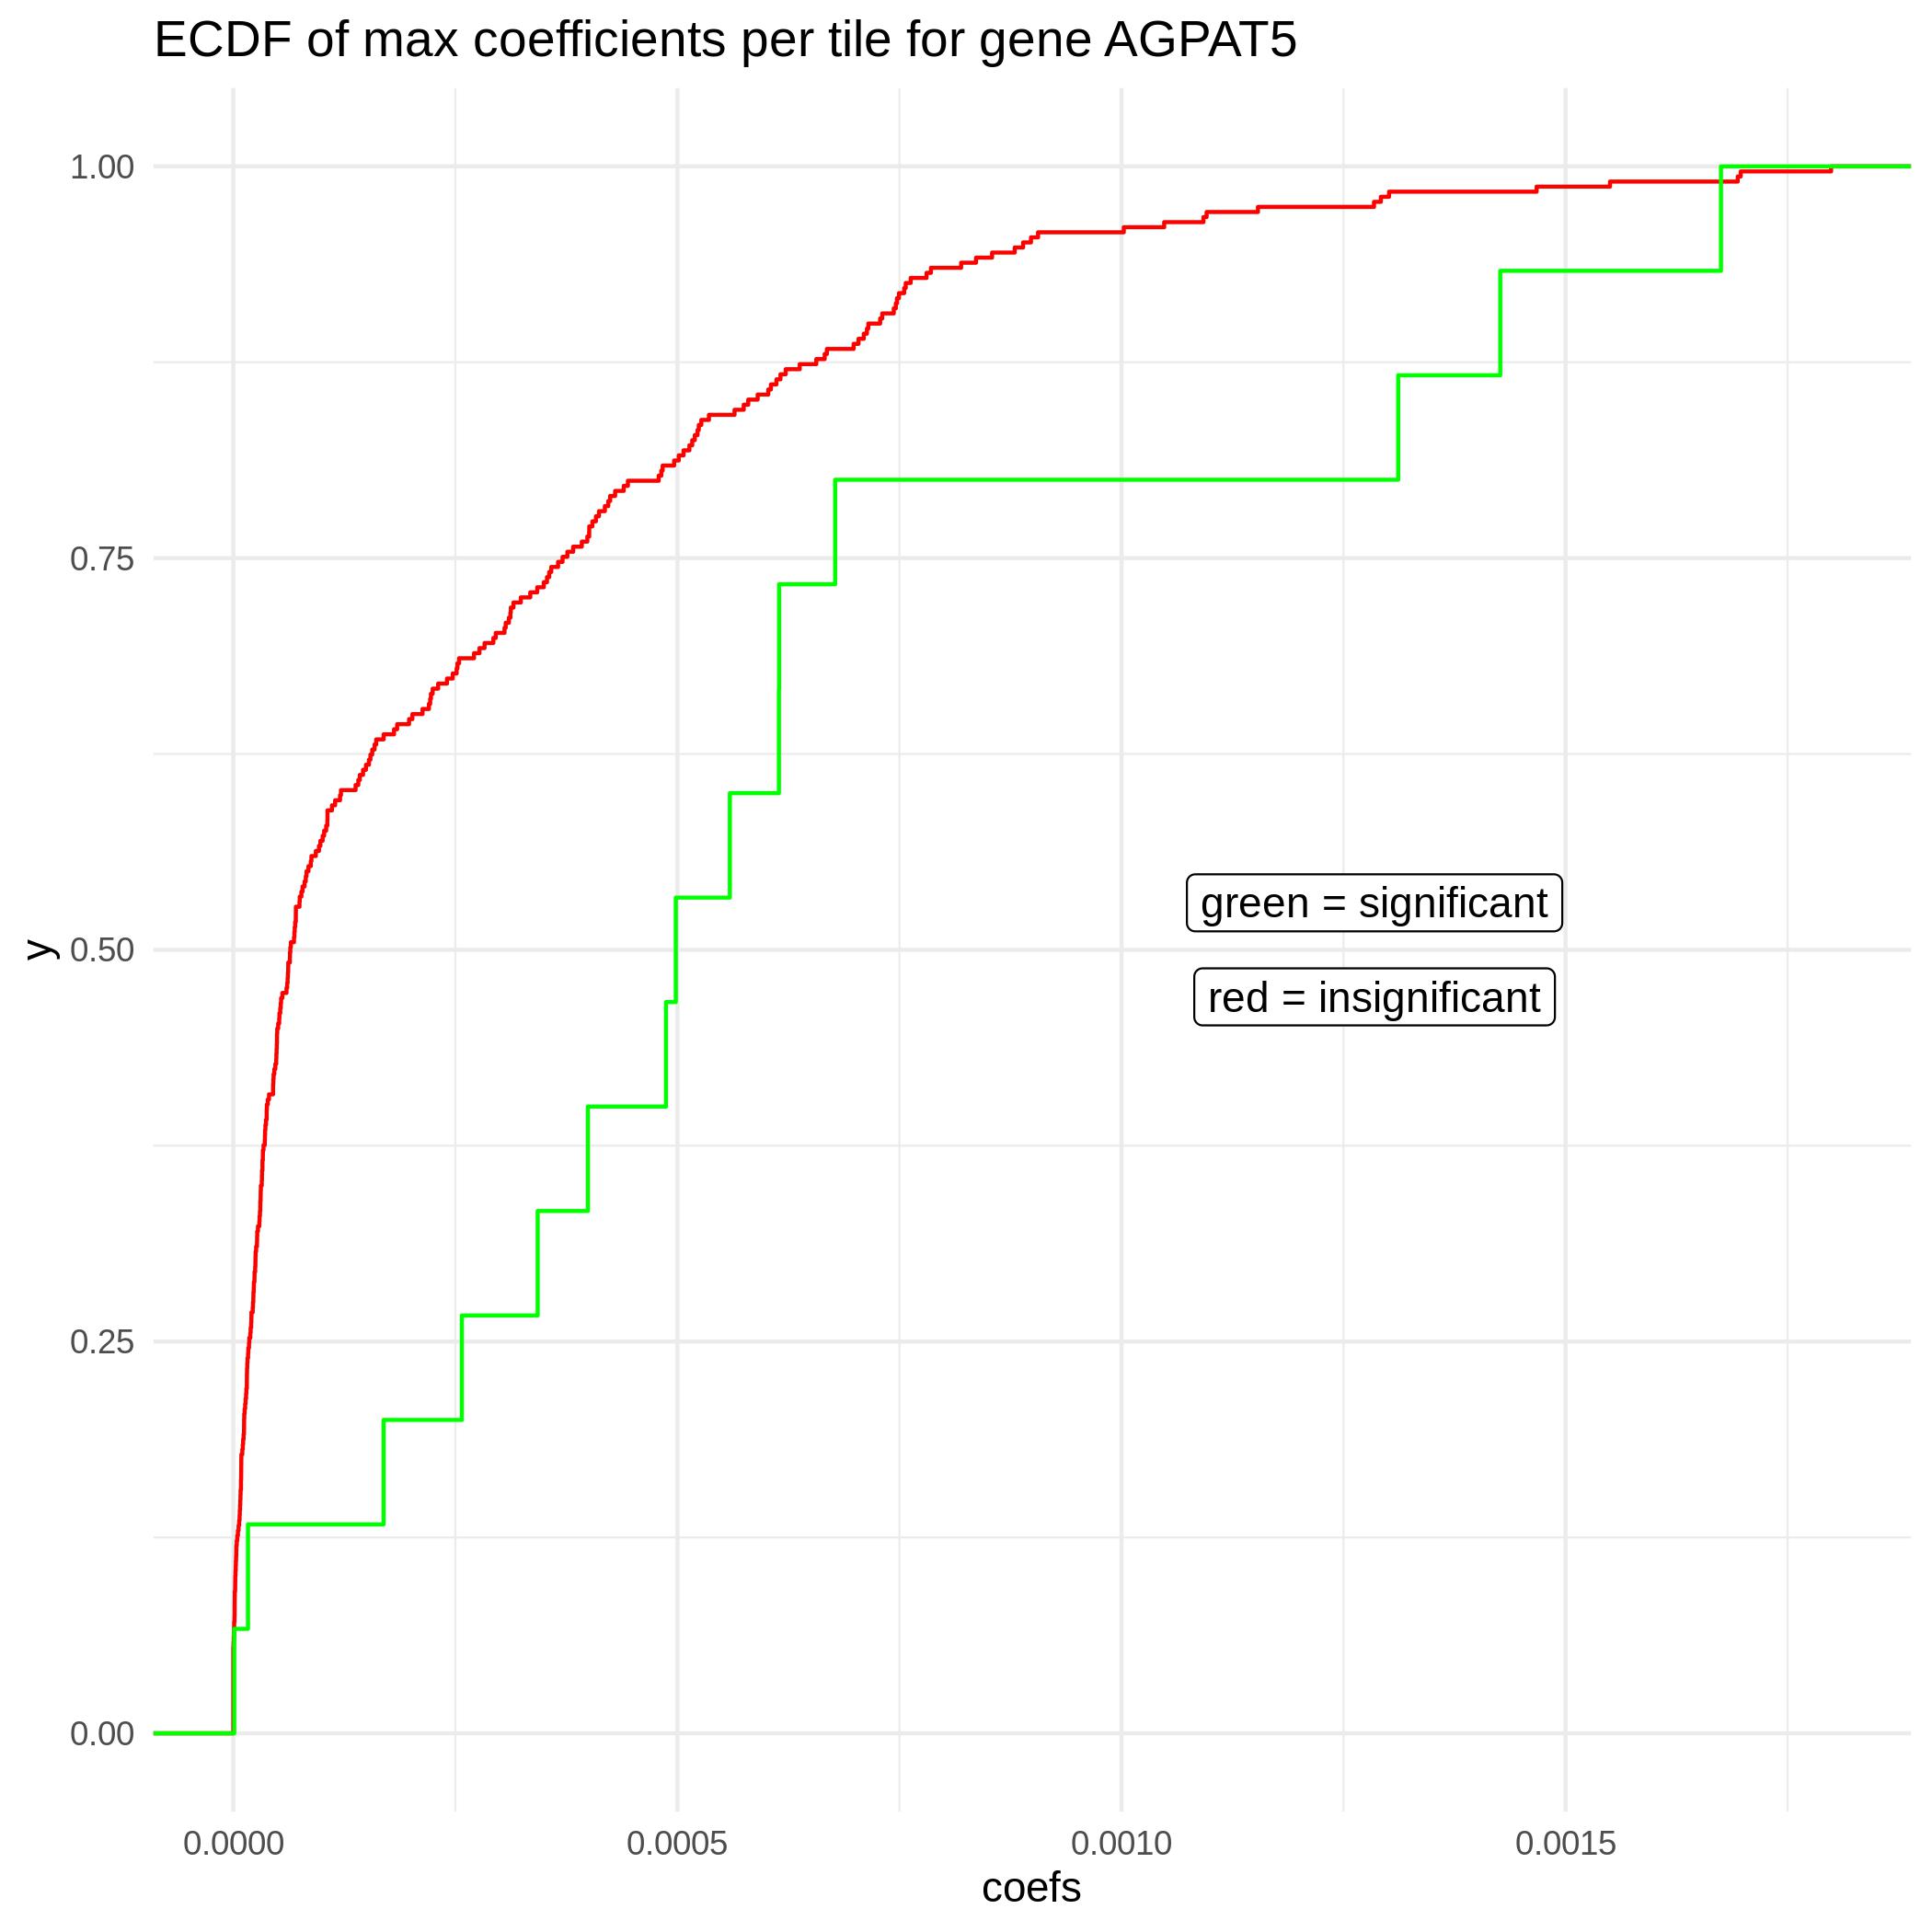 ECDF of max coefficients per tile for gene AGPAT5
1.00
0.75
0.50
0.25
0.00
y
green = significant
red = insignificant
0.0000
0.0005
0.0010
0.0015
coefs